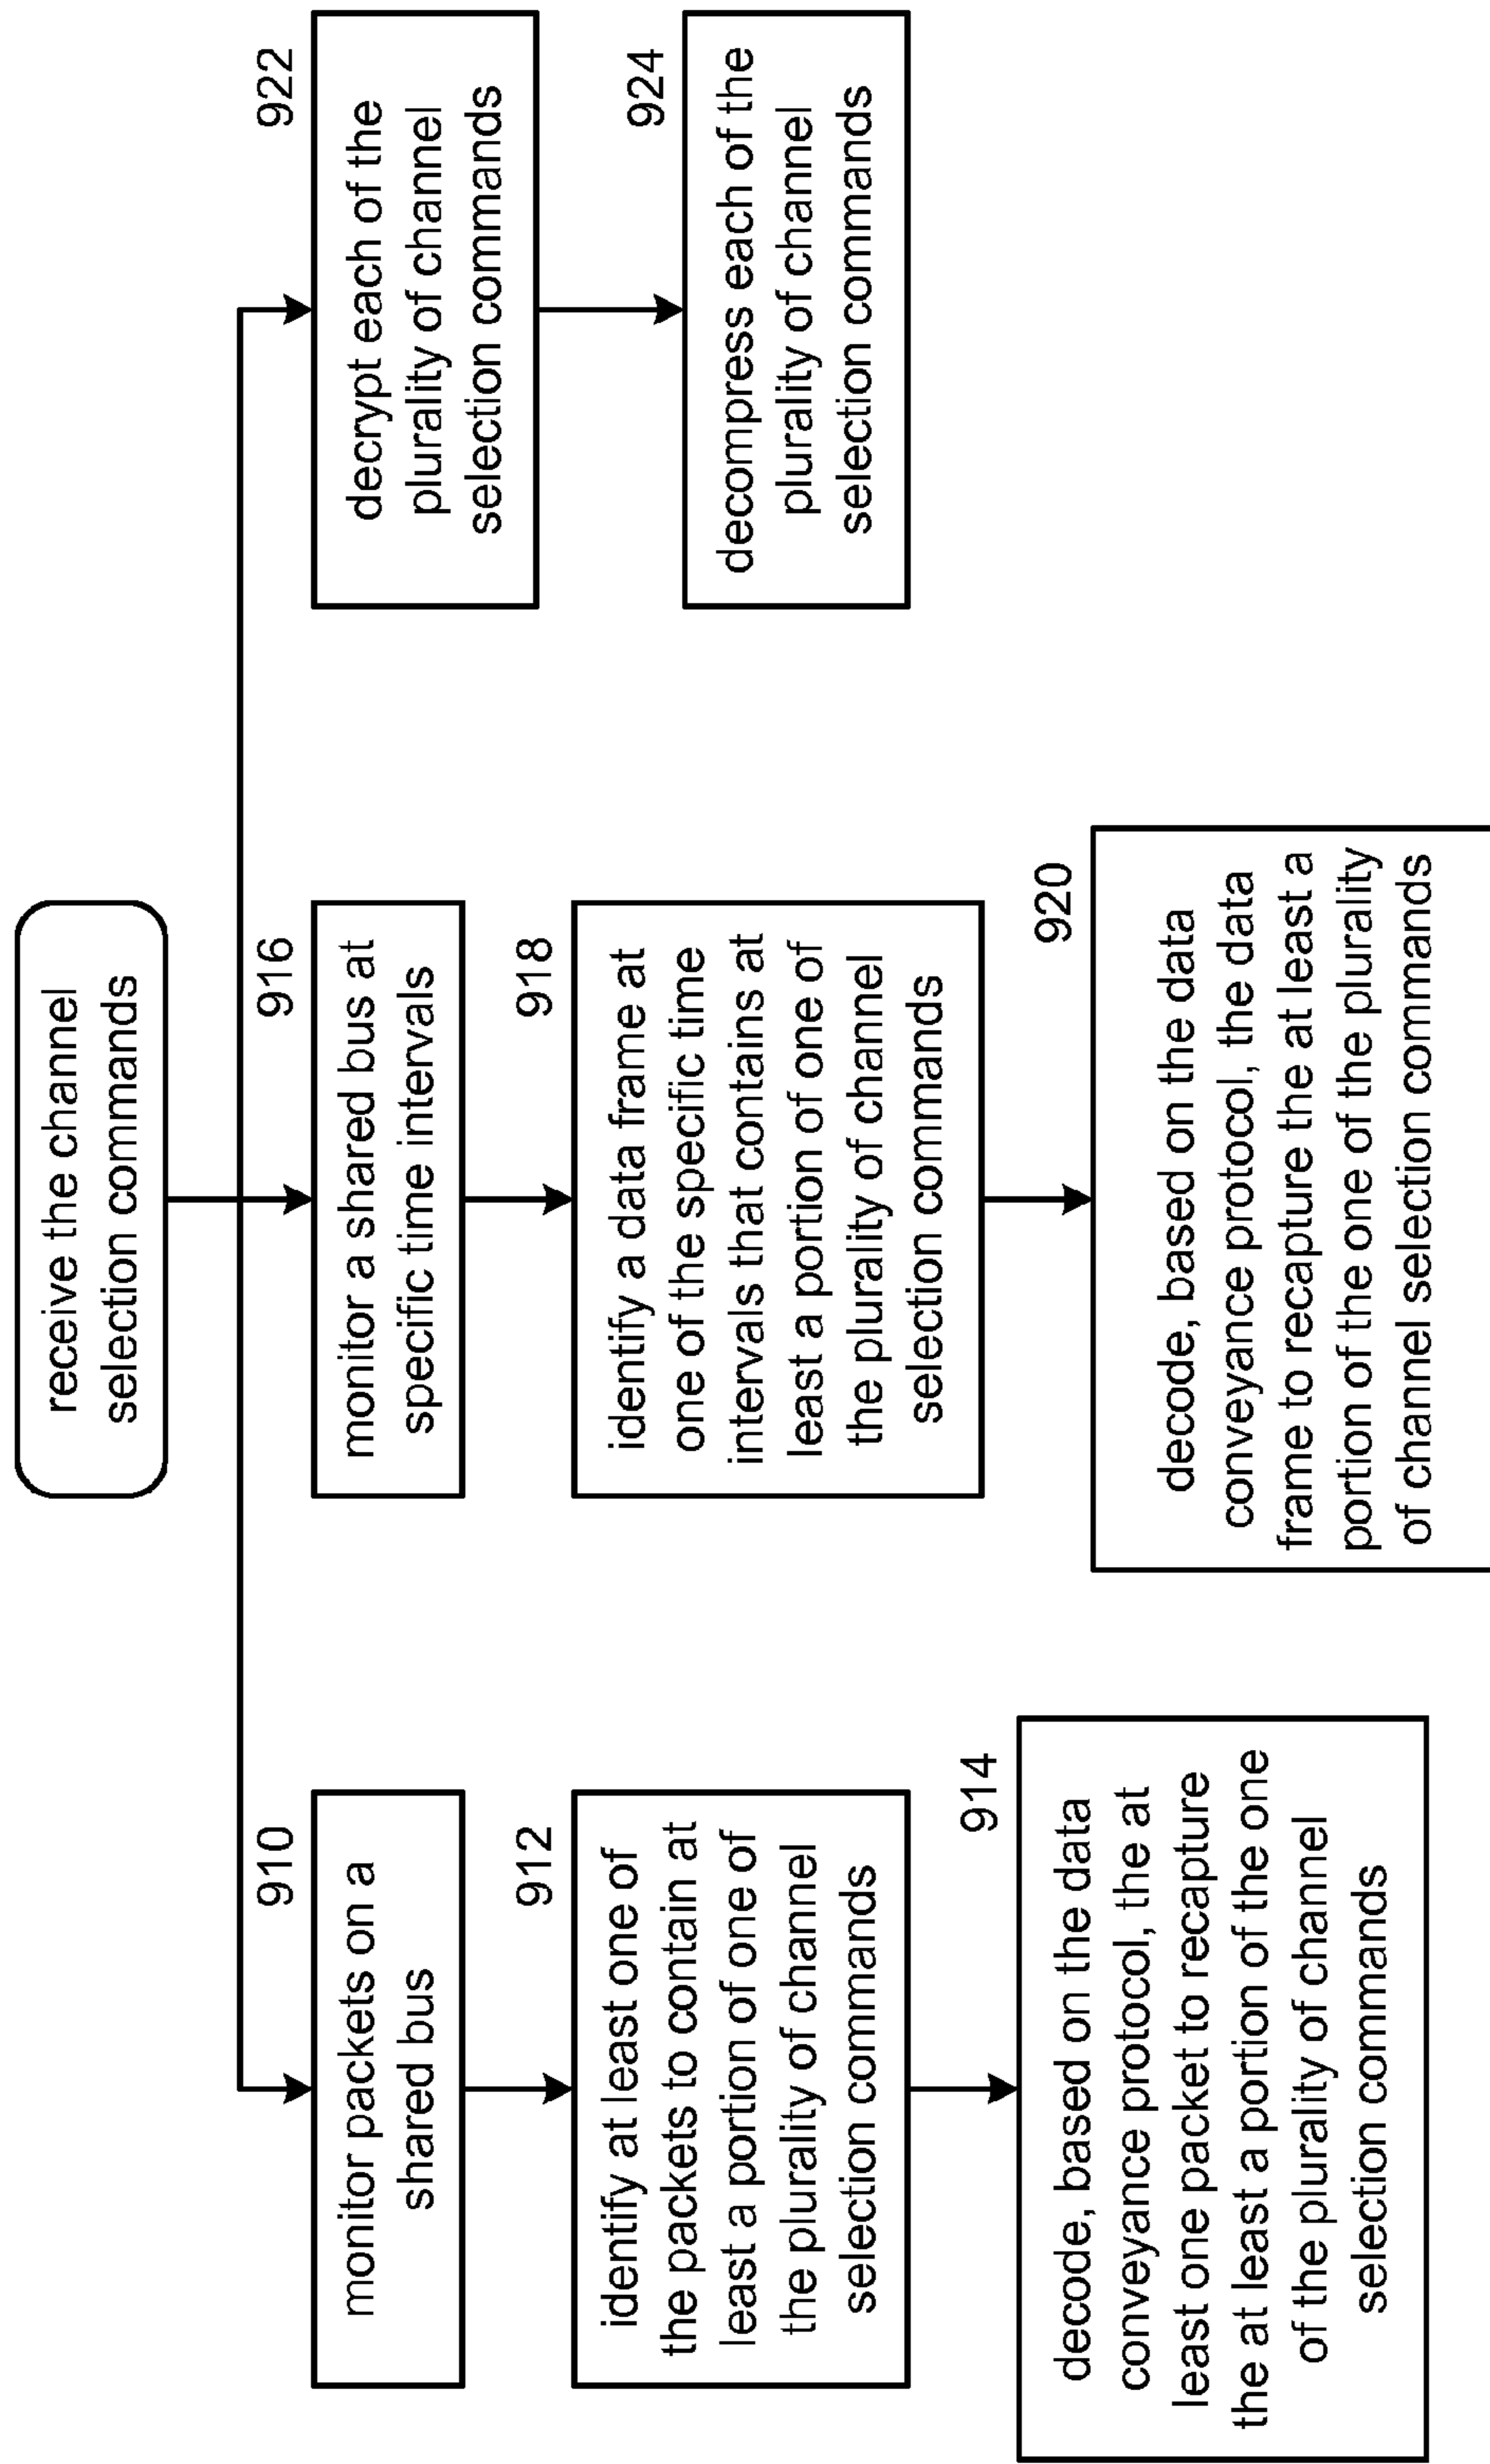 receive the channel
selection commands
910
monitor packets on a
shared bus
912
identify at least one of
the packets to contain at
least a portion of one of
the plurality of channel
selection commands
914
decode, based on the data
conveyance protocol, the at
least one packet to recapture
the at least a portion of the one
of the plurality of channel
selection commands
916
monitor a shared bus at
specific time intervals
918
identify a data frame at
one of the specific time
intervals that contains at
least a portion of one of
the plurality of channel
selection commands
920
decode, based on the data
conveyance protocol, the data
frame to recapture the at least a
portion of the one of the plurality
of channel selection commands
922
decrypt each of the
plurality of channel
selection commands
924
decompress each of the
plurality of channel
selection commands